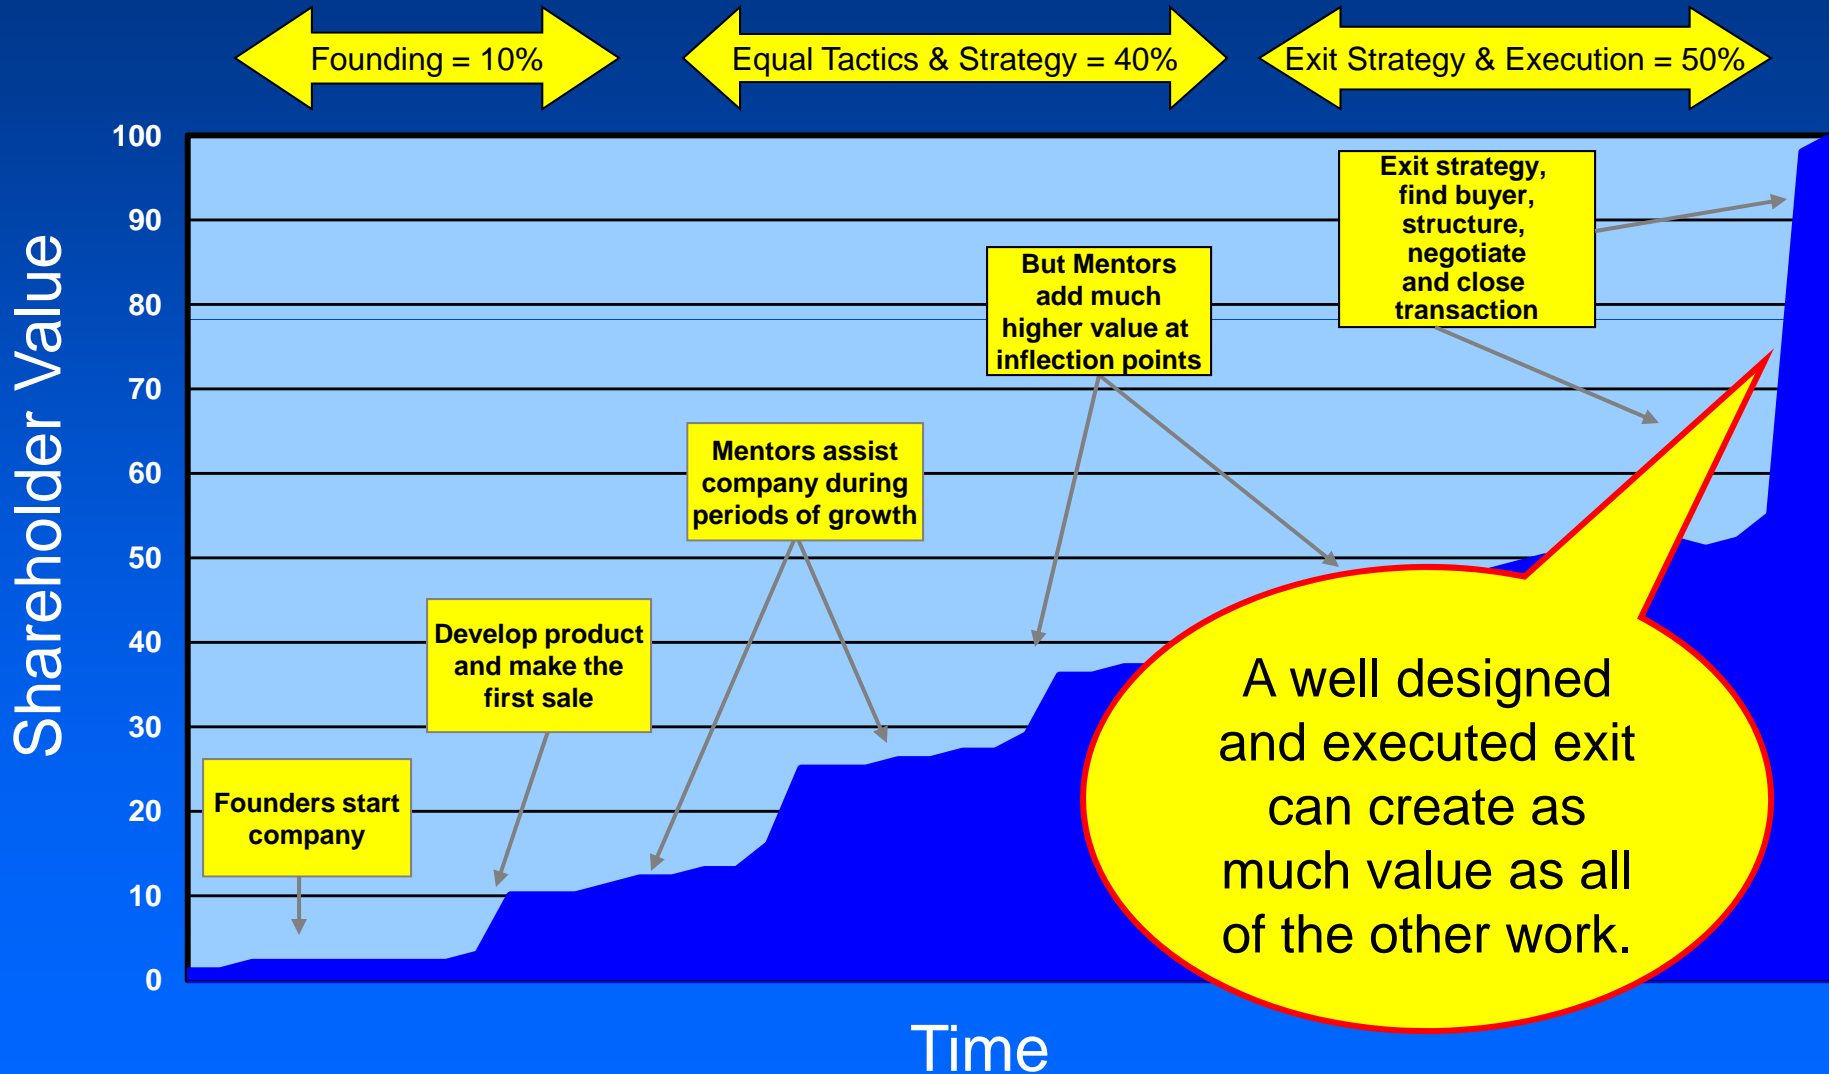 Founding = 10%
Equal Tactics & Strategy = 40%
Exit Strategy & Execution = 50%
Shareholder Value
100
90
80
70
60
50
40
30
20
10
0
Founders start
company
Develop product
and make the
first sale
Mentors assist
company during
periods of growth
But Mentors
add much
higher value at
inflection points
Exit strategy,
find buyer,
structure,
negotiate
and close
transaction
A well designed
and executed exit
can create as
much value as all
of the other work.
Time